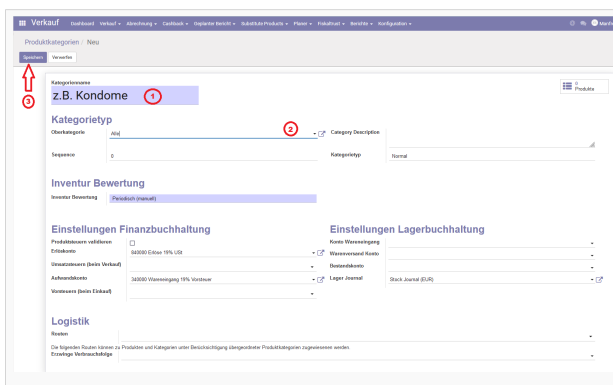 Verkauf Dashboard Verkauf Abrechnung Cashback Geplanter Bericht Substitute Products Planer Fiskaltrust Berichte Konfiguration
Produktkategorien / Neu
Speichern Verwerfen
3
Kategoriename
z.B. Kondome 1
0
Produkte
Kategorietyp
Oberkategorie Alle 2 Category Description
Sequence 0 Kategorietyp Normal
Inventur Bewertung
Inventur Bewertung Periodisch (manuell)
Einstellungen Finanzbuchhaltung Einstellungen Lagerbuchhaltung
Produktsteuern validieren Konto Wareneingang
Erlöskonto 840000 Erlöse 19% USt Warenversand Konto
Umsatzsteuern (beim Verkauf) Bestandskonto
Aufwandskonto 340000 Wareneingang 19% Vorsteuer Lager Journal Stock Journal (EUR)
Vorsteuern (beim Einkauf)
Logistik
Routen
Die folgenden Routen können zu Produkten und Kategorien unter Berücksichtigung übergeordneter Produktkategorien zugewiesenen werden
Erzwinge Verbrauchsfolge